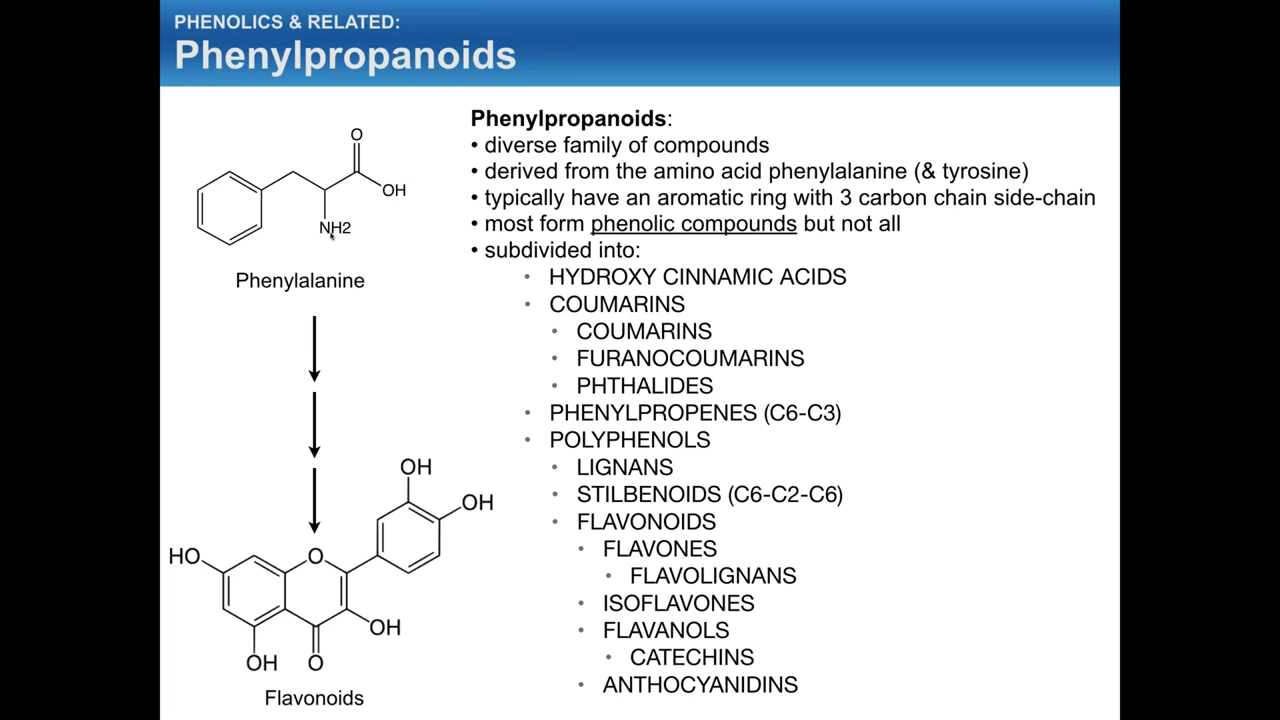 PHENOLICS & RELATED:
Phenylpropanoids
Phenylpropanoids:
• diverse family of compounds
• derived from the amino acid phenylalanine (& tyrosine)
• typically have an aromatic ring with 3 carbon chain side-chain
• most form phenolic compounds but not all
• subdivided into:
• HYDROXY CINNAMIC ACIDS
• COUMARINS
• COUMARINS
• FURANOCOUMARINS
• PHTHALIDES
• PHENYLPROPENES (C6-C3)
• POLYPHENOLS
• LIGNANS
• STILBENOIDS (C6-C2-C6)
• FLAVONOIDS
• FLAVONES
• FLAVOLIGNANS
• ISOFLAVONES
• FLAVANOLS
• CATECHINS
• ANTHOCYANIDINS
O
OH
NH2
Phenylalanine
OH
OH
HO
O
OH
OH
O
Flavonoids